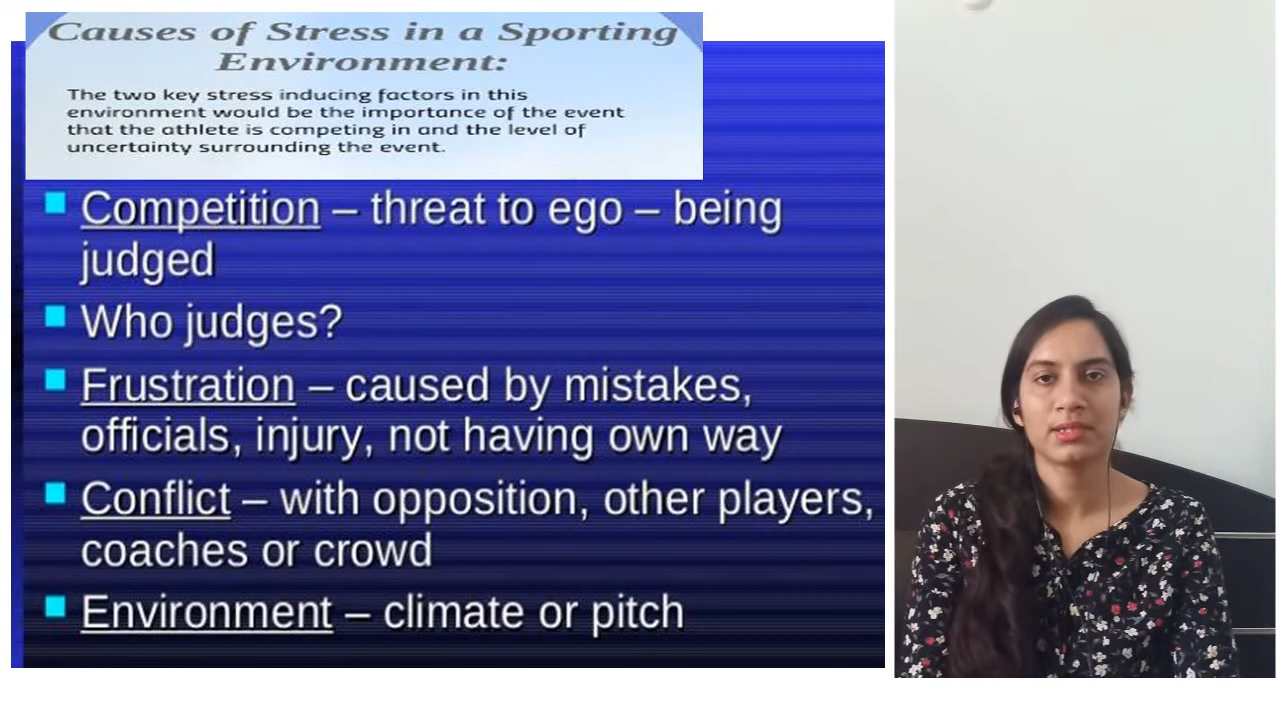 Causes of Stress in a Sporting
Environment:
The two key stress inducing factors in this
environment would be the importance of the event
that the athlete is competing in and the level of
uncertainty surrounding the event.
Competition – threat to ego – being
judged
Who judges?
Frustration – caused by mistakes,
officials, injury, not having own way
Conflict – with opposition, other players,
coaches or crowd
Environment – climate or pitch